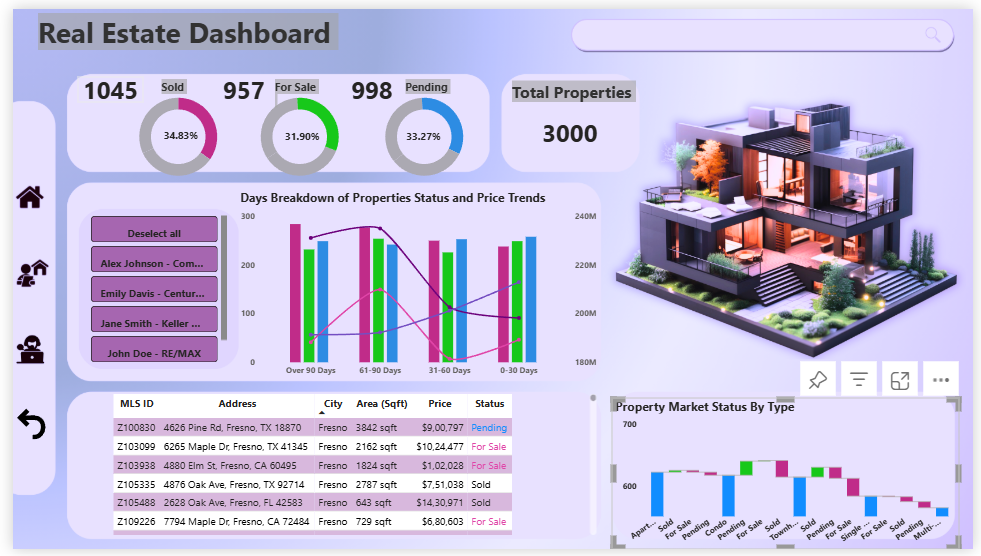 Real Estate Dashboard
1045 Sold 957 For Sale 998 Pending
34.83% 31.90% 33.27%
Total Properties
3000
Days Breakdown of Properties Status and Price Trends
Deselect all
Alex Johnson - Com...
Emily Davis - Centur...
Jane Smith - Keller ...
John Doe - RE/MAX
300
200
100
0
240M
220M
200M
180M
Over 90 Days 61-90 Days 31-60 Days 0-30 Days
MLS ID Address City Area (Sqft) Price Status
Z100830 4626 Pine Rd, Fresno, TX 18870 Fresno 3842 sqft $9,00,797 Pending
Z103099 6265 Maple Dr, Fresno, TX 41345 Fresno 2162 sqft $10,24,477 For Sale
Z103938 4880 Elm St, Fresno, CA 60495 Fresno 1824 sqft $1,02,028 For Sale
Z105335 4876 Oak Ave, Fresno, TX 92714 Fresno 2787 sqft $7,51,038 Sold
Z105488 2628 Oak Ave, Fresno, FL 42583 Fresno 643 sqft $14,30,971 Sold
Z109226 7794 Maple Dr, Fresno, CA 72484 Fresno 729 sqft $6,80,603 For Sale
Property Market Status By Type
700
600
Apart... Sold For Sale Pending Condo Pending For Sale Sold Townh... Sold Pending For Sale Single ... For Sale Sold Pending Multi-...